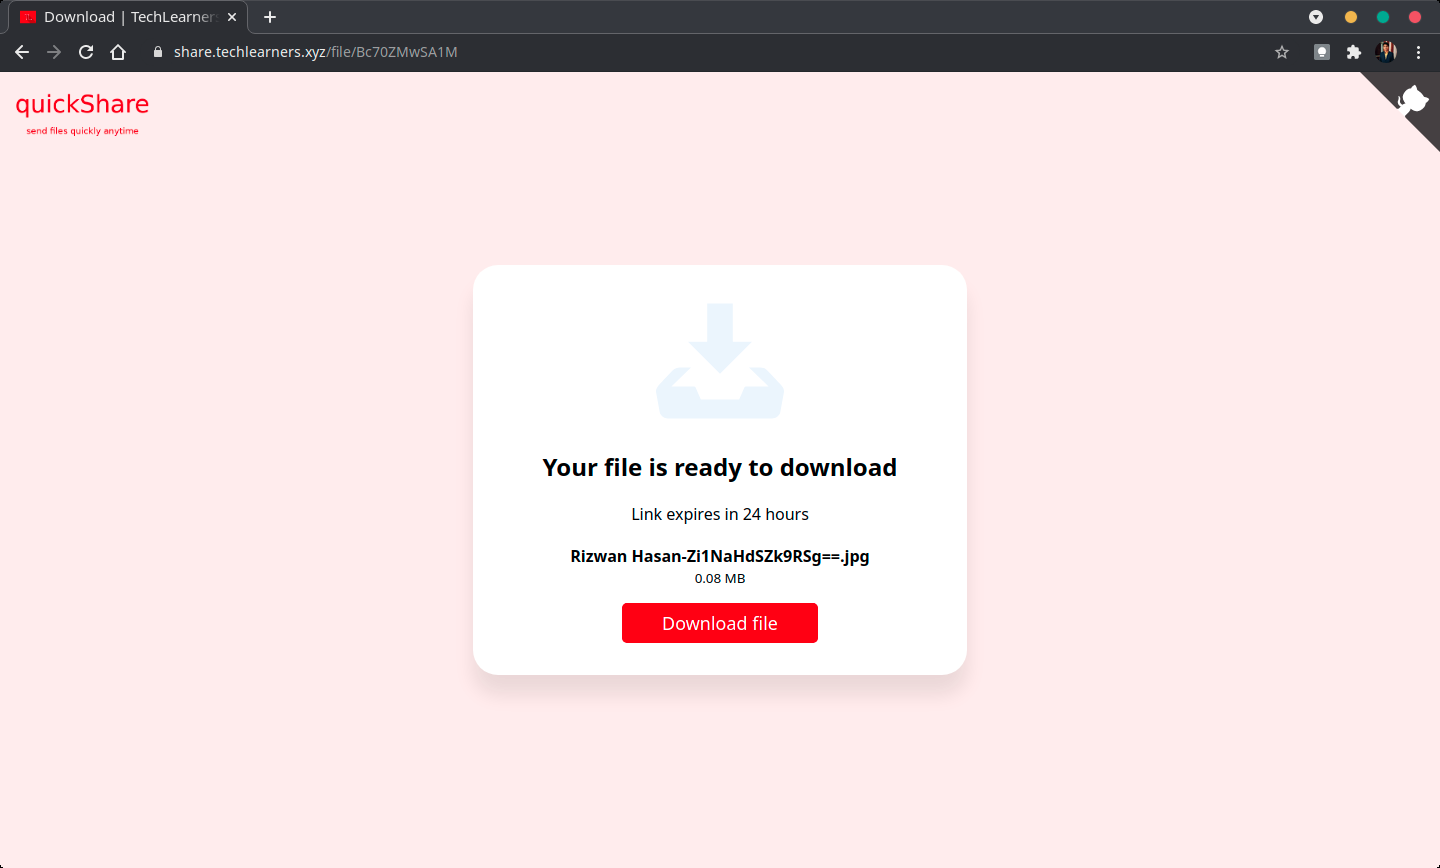 Download | TechLearner
share.techlearners.xyz/file/Bc70ZMwSA1M
quickShare
send files quickly anytime
Your file is ready to download
Link expires in 24 hours
Rizwan Hasan-Zi1NaHdSZk9RSg==.jpg
0.08 MB
Download file